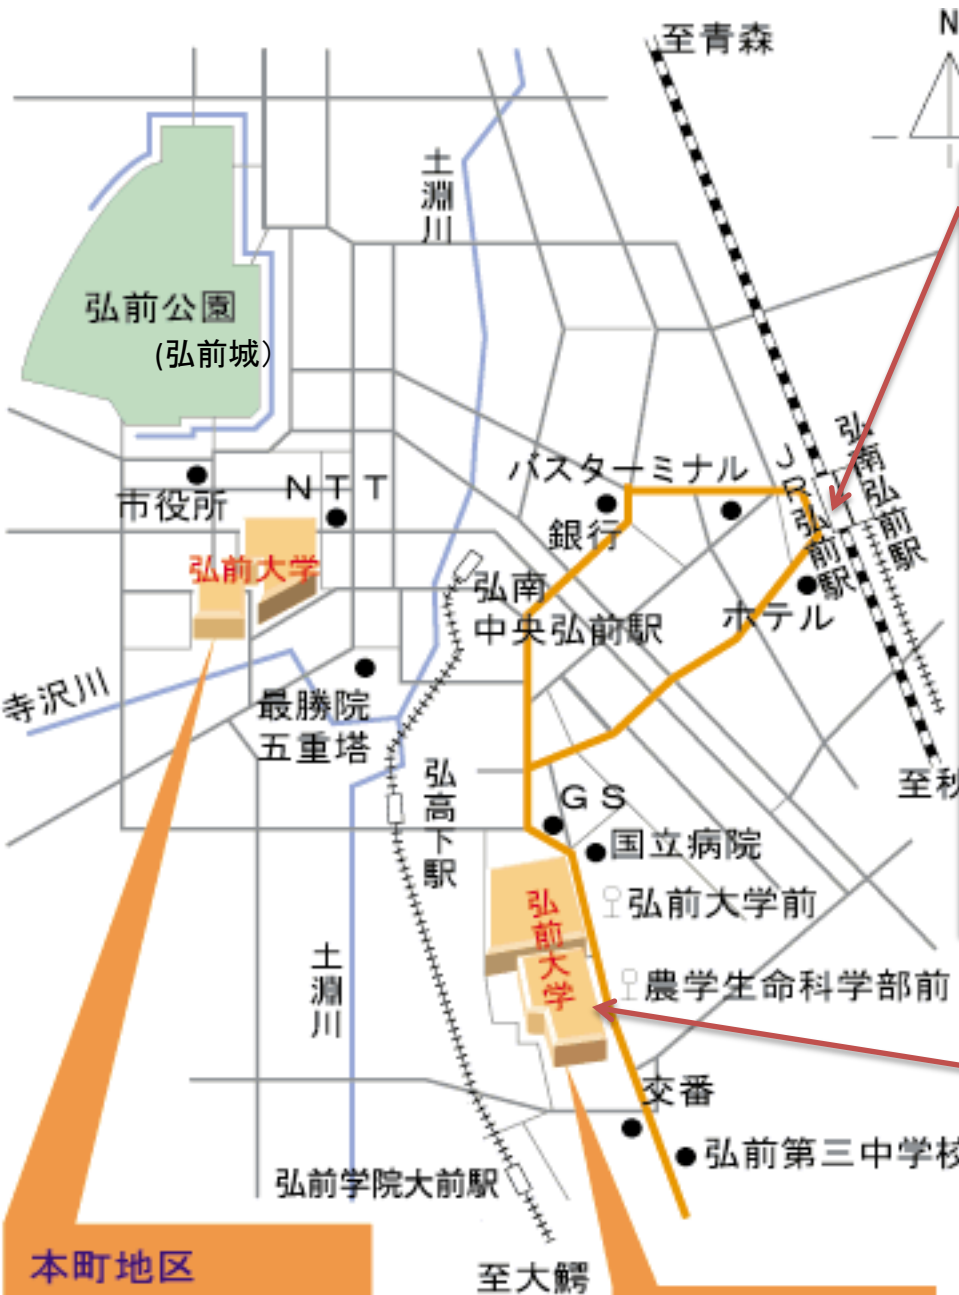 至青森
N
土淵川
弘前公園
(弘前城)
弘南弘前駅
JR弘前駅
バスターミナル
市役所
NTT
銀行
弘前大学
弘南
中央弘前駅
ホテル
寺沢川
最勝院
五重塔
至秋
弘高下駅
GS
国立病院
弘前大学前
弘前大学
土淵川
農学生命科学部前
交番
弘前第三中学校
弘前学院大前駅
本町地区
至大鰐